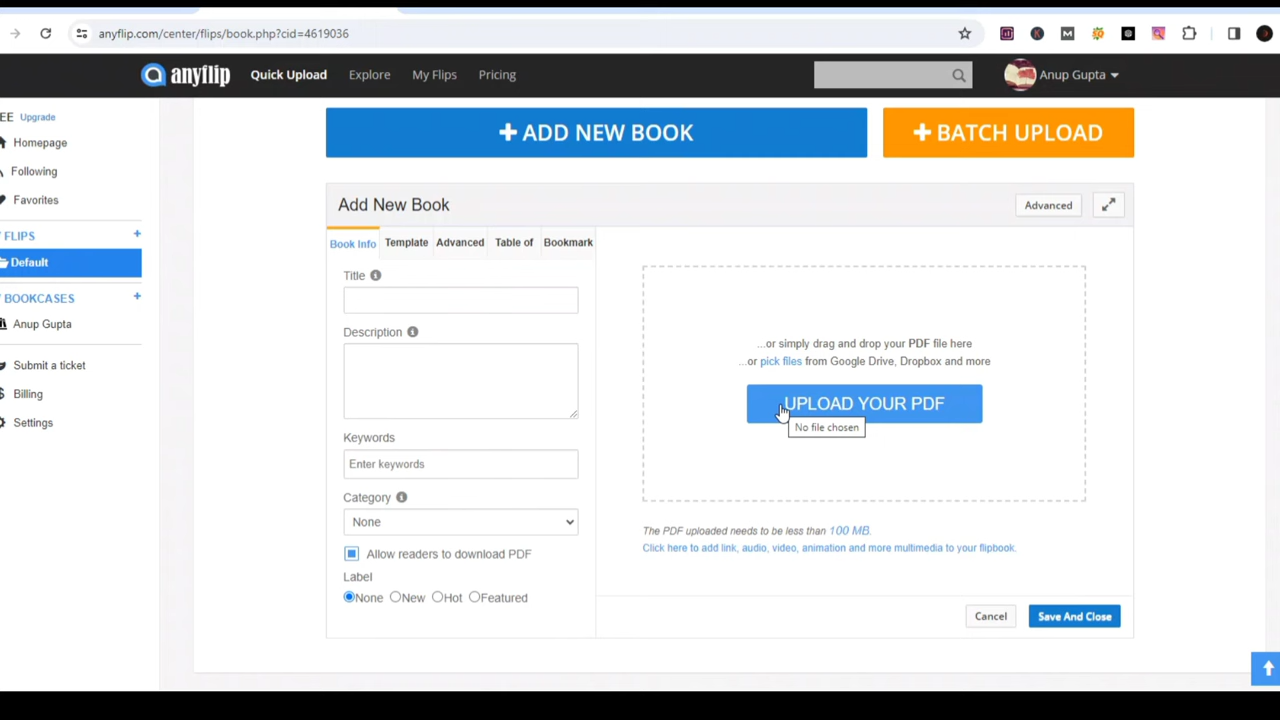 anyflip.com/center/flips/book.php?cid=4619036
anyflip
Quick Upload
Explore
My Flips
Pricing
Anup Gupta
EE Upgrade
Homepage
Following
Favorites
FLIPS +
Default
BOOKCASES +
Anup Gupta
Submit a ticket
Billing
Settings
+ ADD NEW BOOK
+ BATCH UPLOAD
Add New Book
Advanced
Book Info
Template
Advanced
Table of
Bookmark
Title
Description
Keywords
Enter keywords
Category
None
Allow readers to download PDF
Label
None New Hot Featured
...or simply drag and drop your PDF file here
...or pick files from Google Drive, Dropbox and more
UPLOAD YOUR PDF
No file chosen
The PDF uploaded needs to be less than 100 MB.
Click here to add link, audio, video, animation and more multimedia to your flipbook.
Cancel
Save And Close